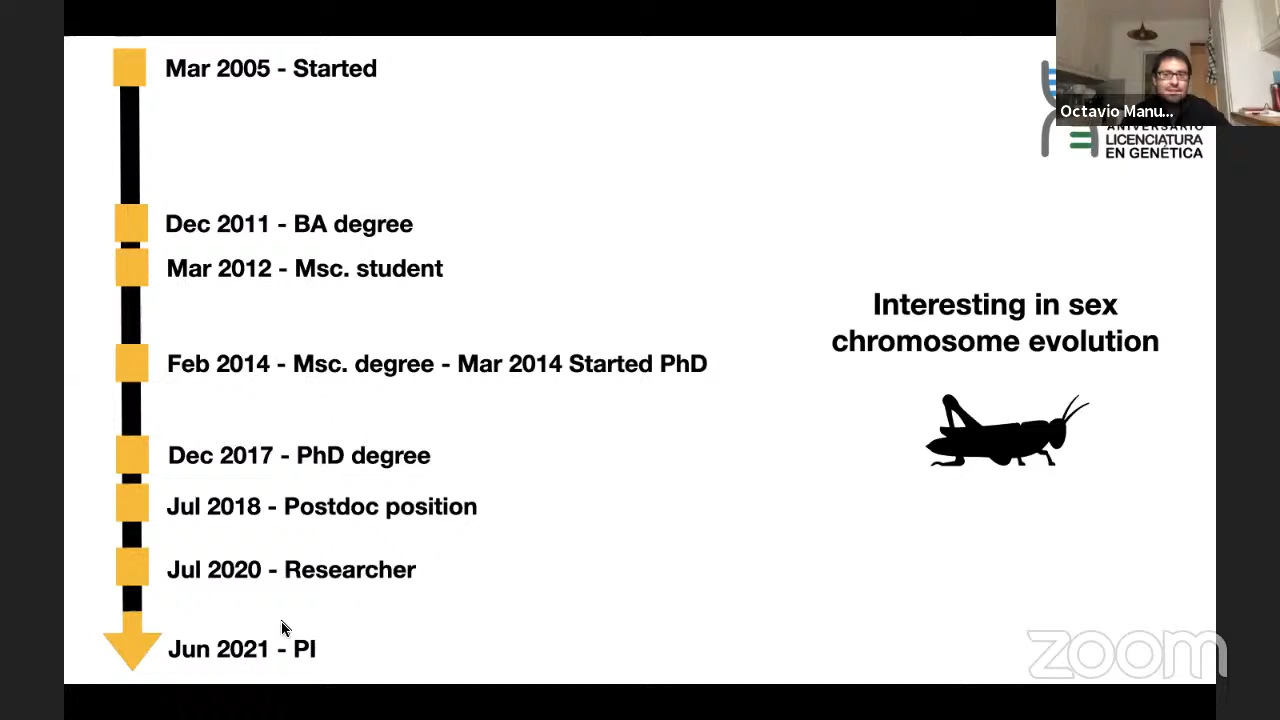 Mar 2005 - Started
Octavio Manu...
ANIVERSARIO
LICENCIATURA
EN GENÉTICA
Dec 2011 - BA degree
Mar 2012 - Msc. student
Interesting in sex
chromosome evolution
Feb 2014 - Msc. degree - Mar 2014 Started PhD
Dec 2017 - PhD degree
Jul 2018 - Postdoc position
Jul 2020 - Researcher
Jun 2021 - PI
zoom